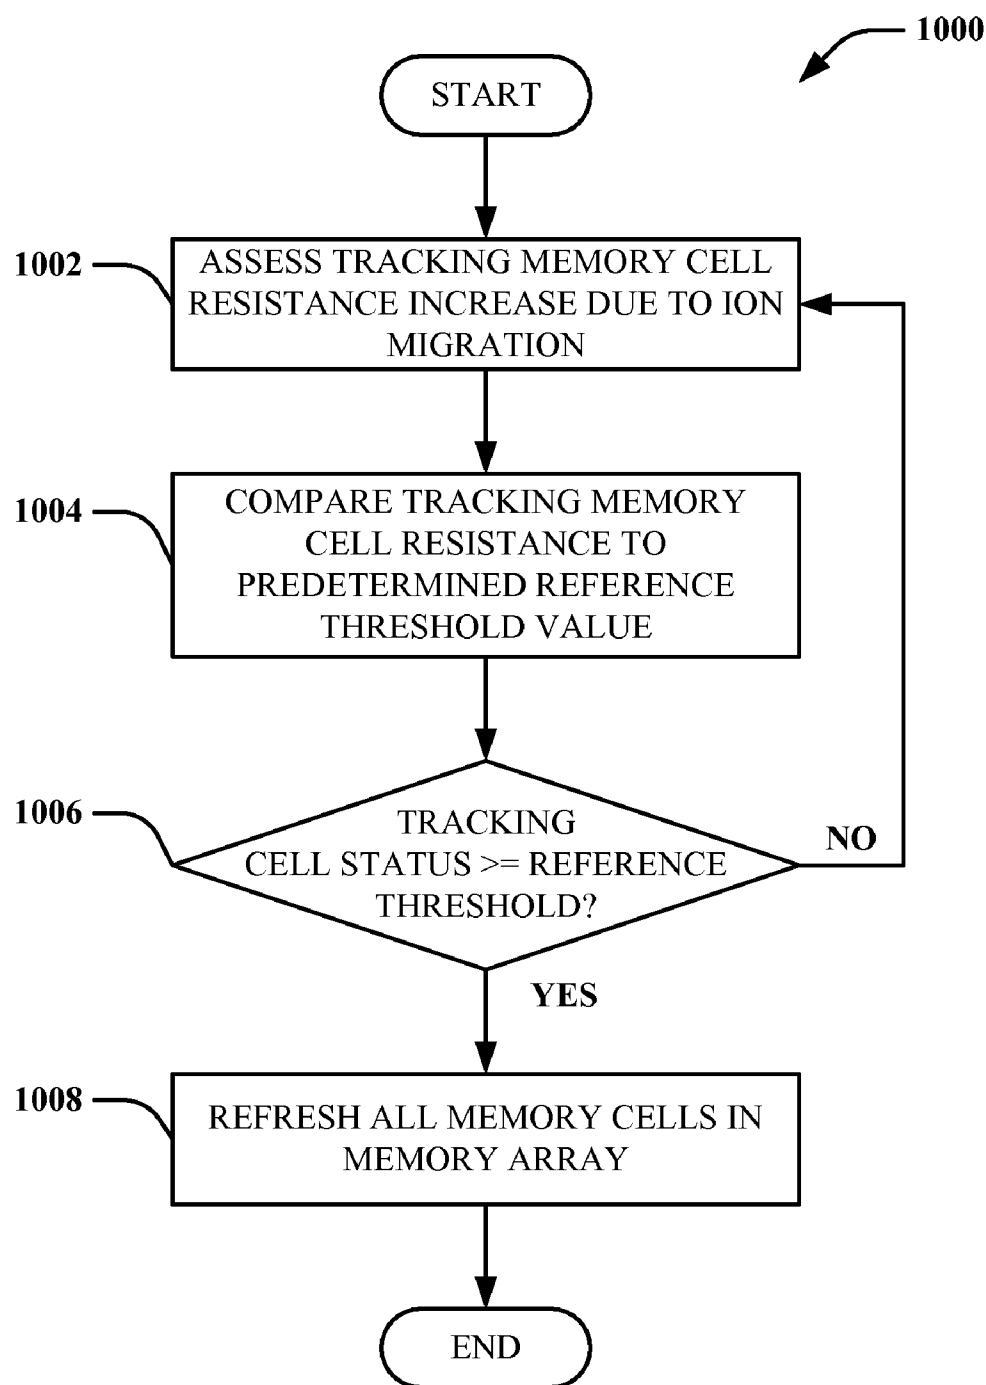 1000
START
1002
ASSESS TRACKING MEMORY CELL
RESISTANCE INCREASE DUE TO ION
MIGRATION
1004
COMPARE TRACKING MEMORY
CELL RESISTANCE TO
PREDETERMINED REFERENCE
THRESHOLD VALUE
1006
TRACKING
CELL STATUS >= REFERENCE
THRESHOLD?
NO
YES
1008
REFRESH ALL MEMORY CELLS IN
MEMORY ARRAY
END